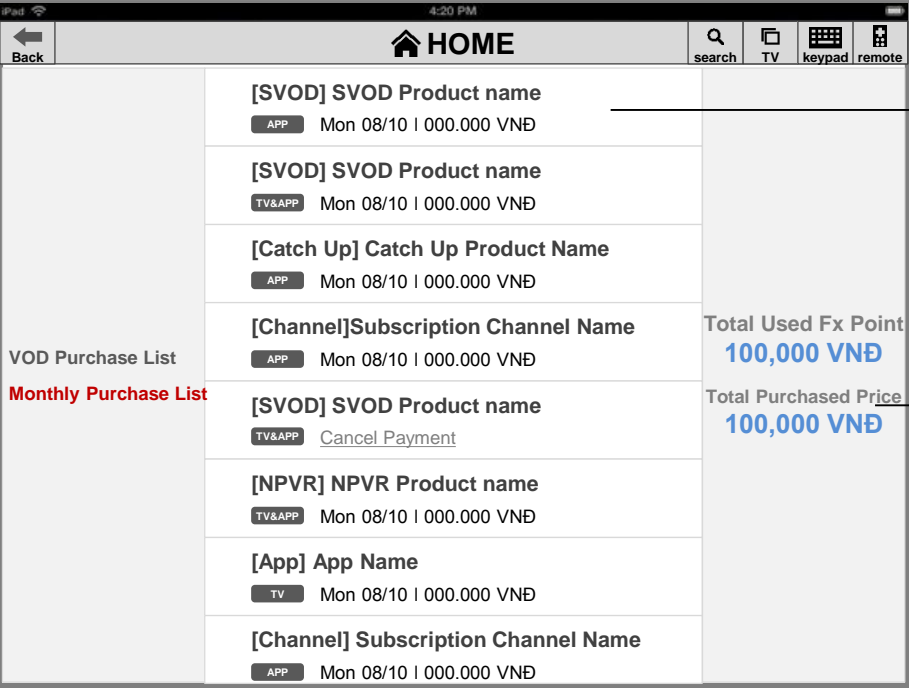 iPad 4:20 PM
Back HOME search TV keypad remote
[SVOD] SVOD Product name
APP Mon 08/10 | 000.000 VNĐ
[SVOD] SVOD Product name
TV&APP Mon 08/10 | 000.000 VNĐ
[Catch Up] Catch Up Product Name
APP Mon 08/10 | 000.000 VNĐ
[Channel]Subscription Channel Name
APP Mon 08/10 | 000.000 VNĐ
[SVOD] SVOD Product name
TV&APP Cancel Payment
[NPVR] NPVR Product name
TV&APP Mon 08/10 | 000.000 VNĐ
[App] App Name
TV Mon 08/10 | 000.000 VNĐ
[Channel] Subscription Channel Name
APP Mon 08/10 | 000.000 VNĐ
VOD Purchase List
Monthly Purchase List
Total Used Fx Point
100,000 VNĐ
Total Purchased Price
100,000 VNĐ